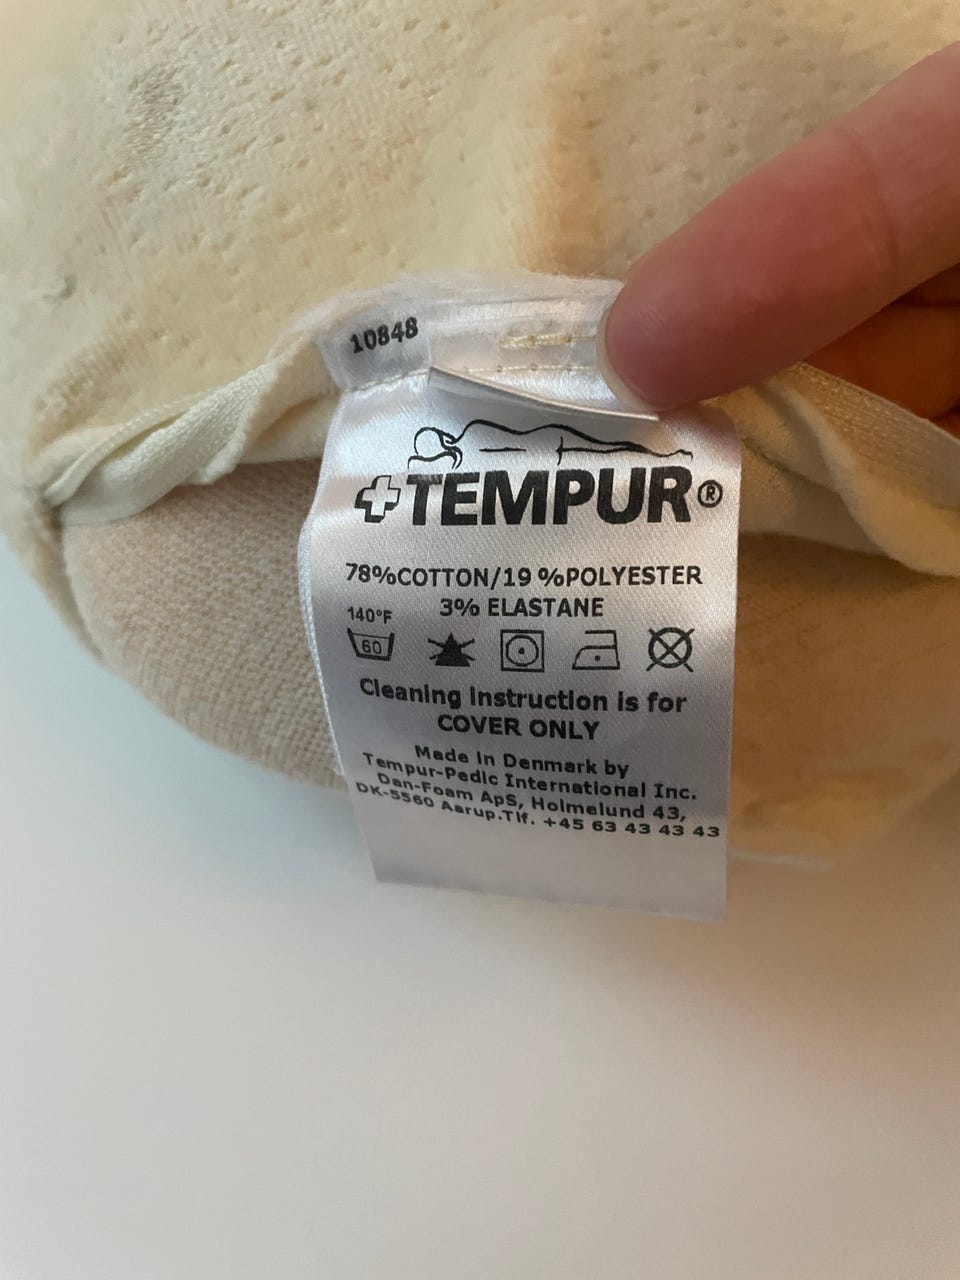 10848
TEMPUR®
78%COTTON/19 %POLYESTER
3% ELASTANE
140°F
60
Cleaning instruction is for
COVER ONLY
Made in Denmark by
Tempur-Pedic International Inc.
Dan-Foam ApS, Holmelund 43,
DK-5560 Aarup.Tlf. +45 63 43 43 43